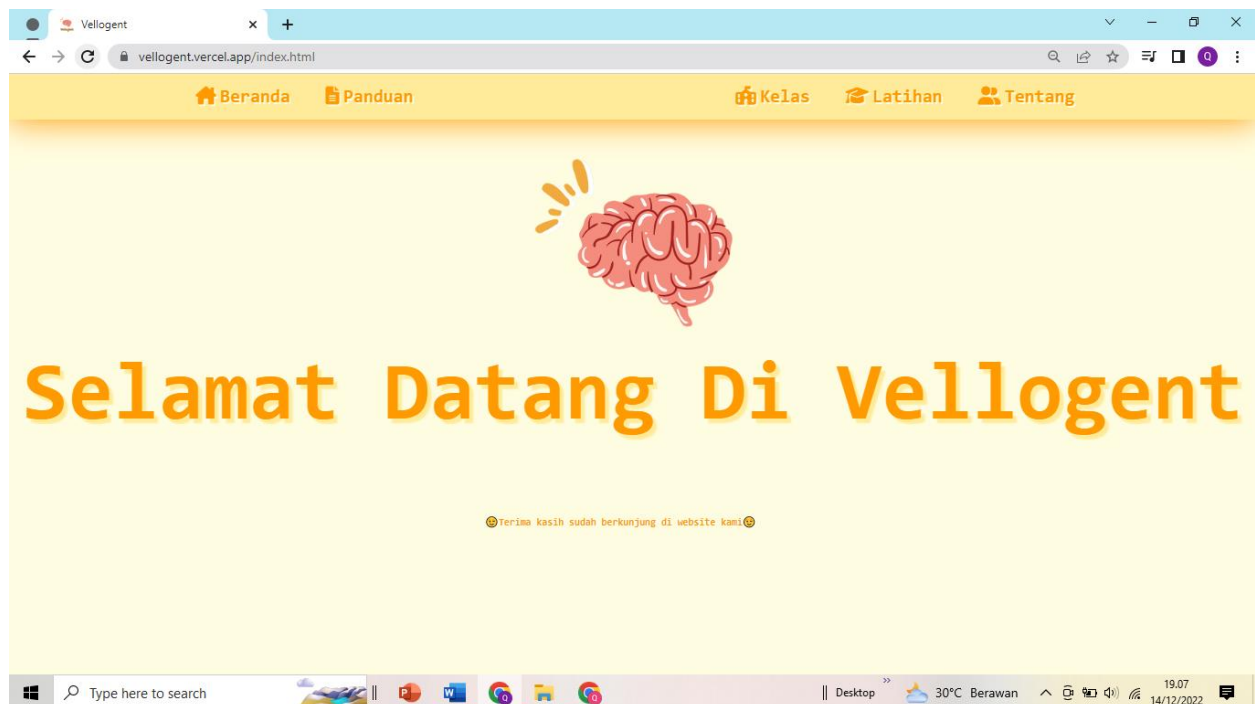 Vellogent
vellogent.vercel.app/index.html
Q
Beranda Panduan Kelas Latihan Tentang
Selamat Datang Di Vellogent
Terima kasih sudah berkunjung di website kami
Type here to search
Desktop
30°C Berawan
19.07
14/12/2022